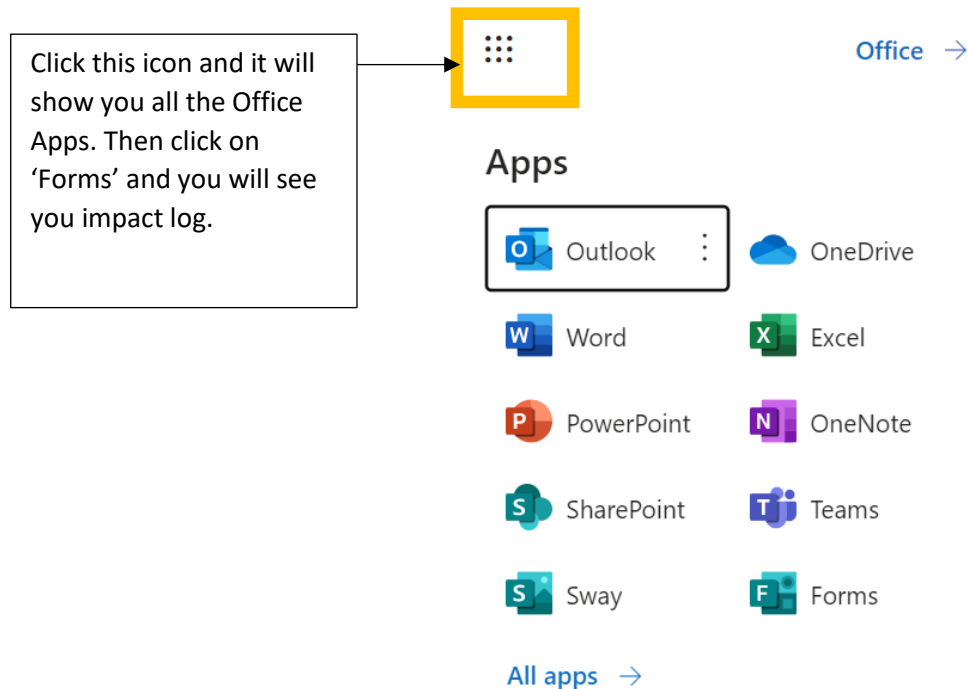 Click this icon and it will
show you all the Office
Apps. Then click on
‘Forms’ and you will see
you impact log.
Office →
Apps
O Outlook
OneDrive
W Word
X Excel
P PowerPoint
N OneNote
S SharePoint
T Teams
S Sway
F Forms
All apps →